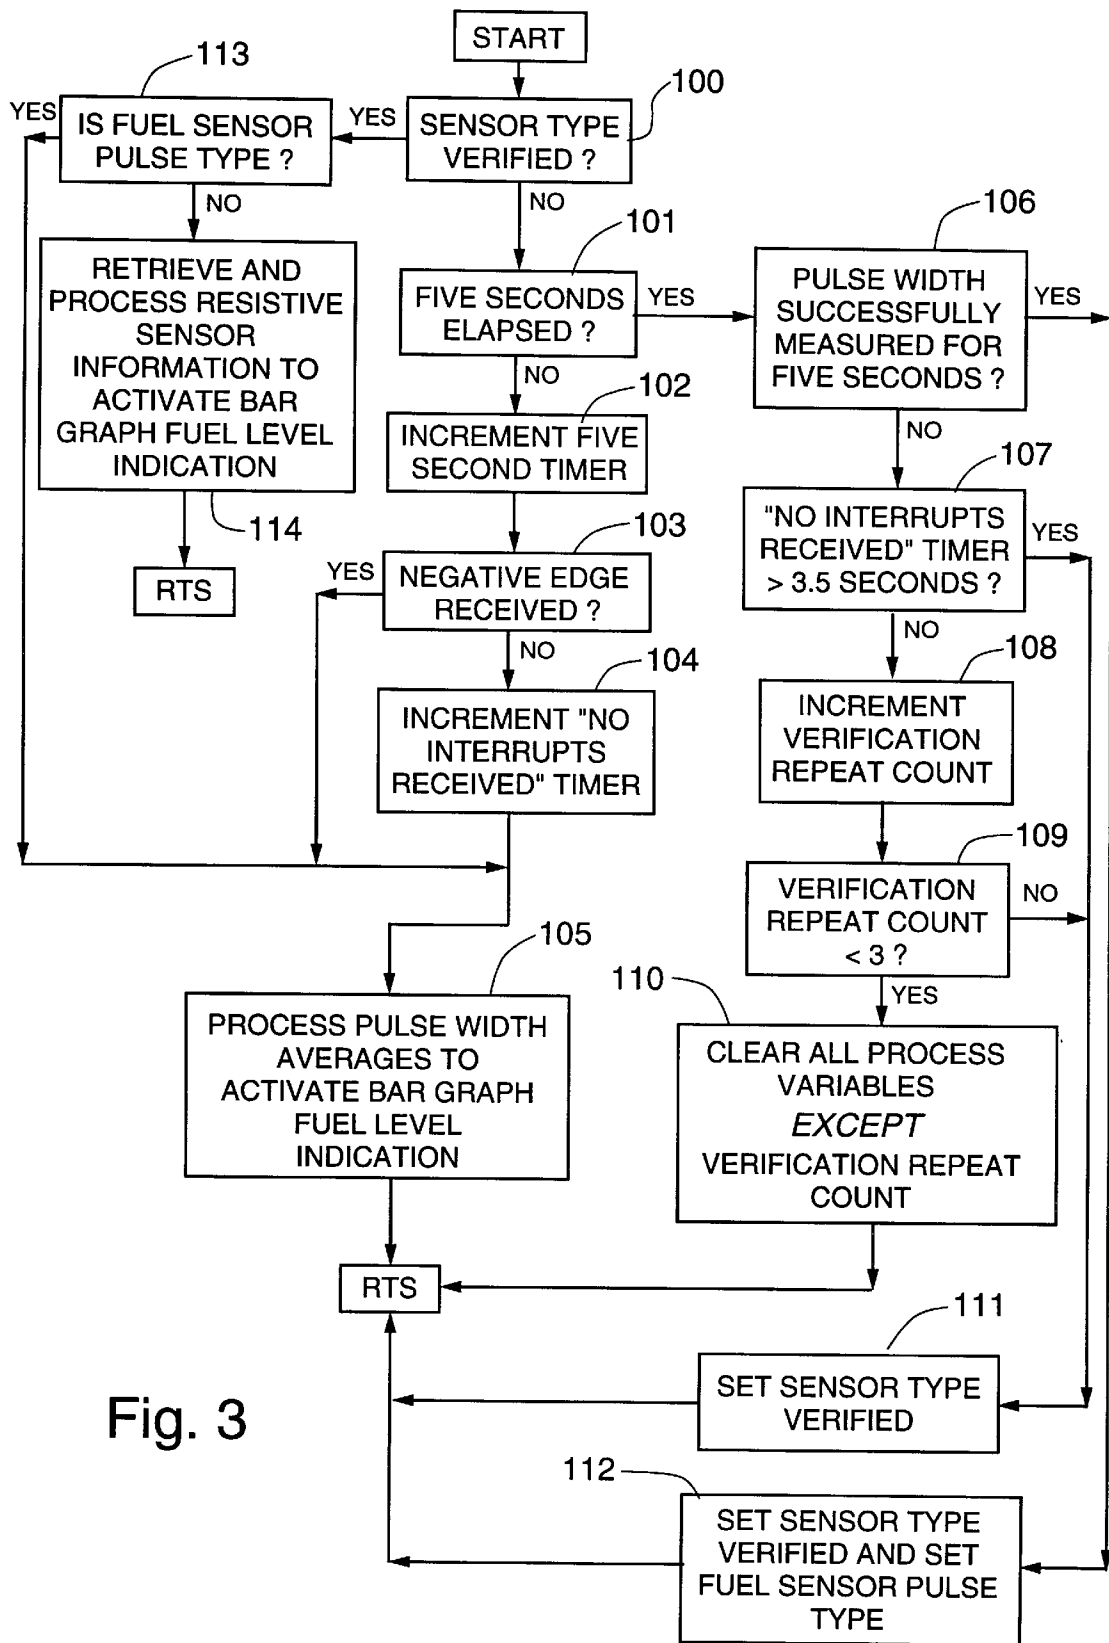 START
113
100
YES
IS FUEL SENSOR
PULSE TYPE ?
YES
SENSOR TYPE
VERIFIED ?
NO
NO
101
106
RETRIEVE AND
PROCESS RESISTIVE
SENSOR
INFORMATION TO
ACTIVATE BAR
GRAPH FUEL LEVEL
INDICATION
114
RTS
FIVE SECONDS
ELAPSED ?
YES
PULSE WIDTH
SUCCESSFULLY
MEASURED FOR
FIVE SECONDS ?
YES
NO
102
INCREMENT FIVE
SECOND TIMER
NO
107
"NO INTERRUPTS
RECEIVED" TIMER
> 3.5 SECONDS ?
YES
103
YES
NEGATIVE EDGE
RECEIVED ?
NO
NO
104
108
INCREMENT "NO
INTERRUPTS
RECEIVED" TIMER
INCREMENT
VERIFICATION
REPEAT COUNT
109
VERIFICATION
REPEAT COUNT
< 3 ?
NO
YES
105
110
PROCESS PULSE WIDTH
AVERAGES TO
ACTIVATE BAR GRAPH
FUEL LEVEL
INDICATION
CLEAR ALL PROCESS
VARIABLES
EXCEPT
VERIFICATION REPEAT
COUNT
RTS
111
SET SENSOR TYPE
VERIFIED
Fig. 3
112
SET SENSOR TYPE
VERIFIED AND SET
FUEL SENSOR PULSE
TYPE